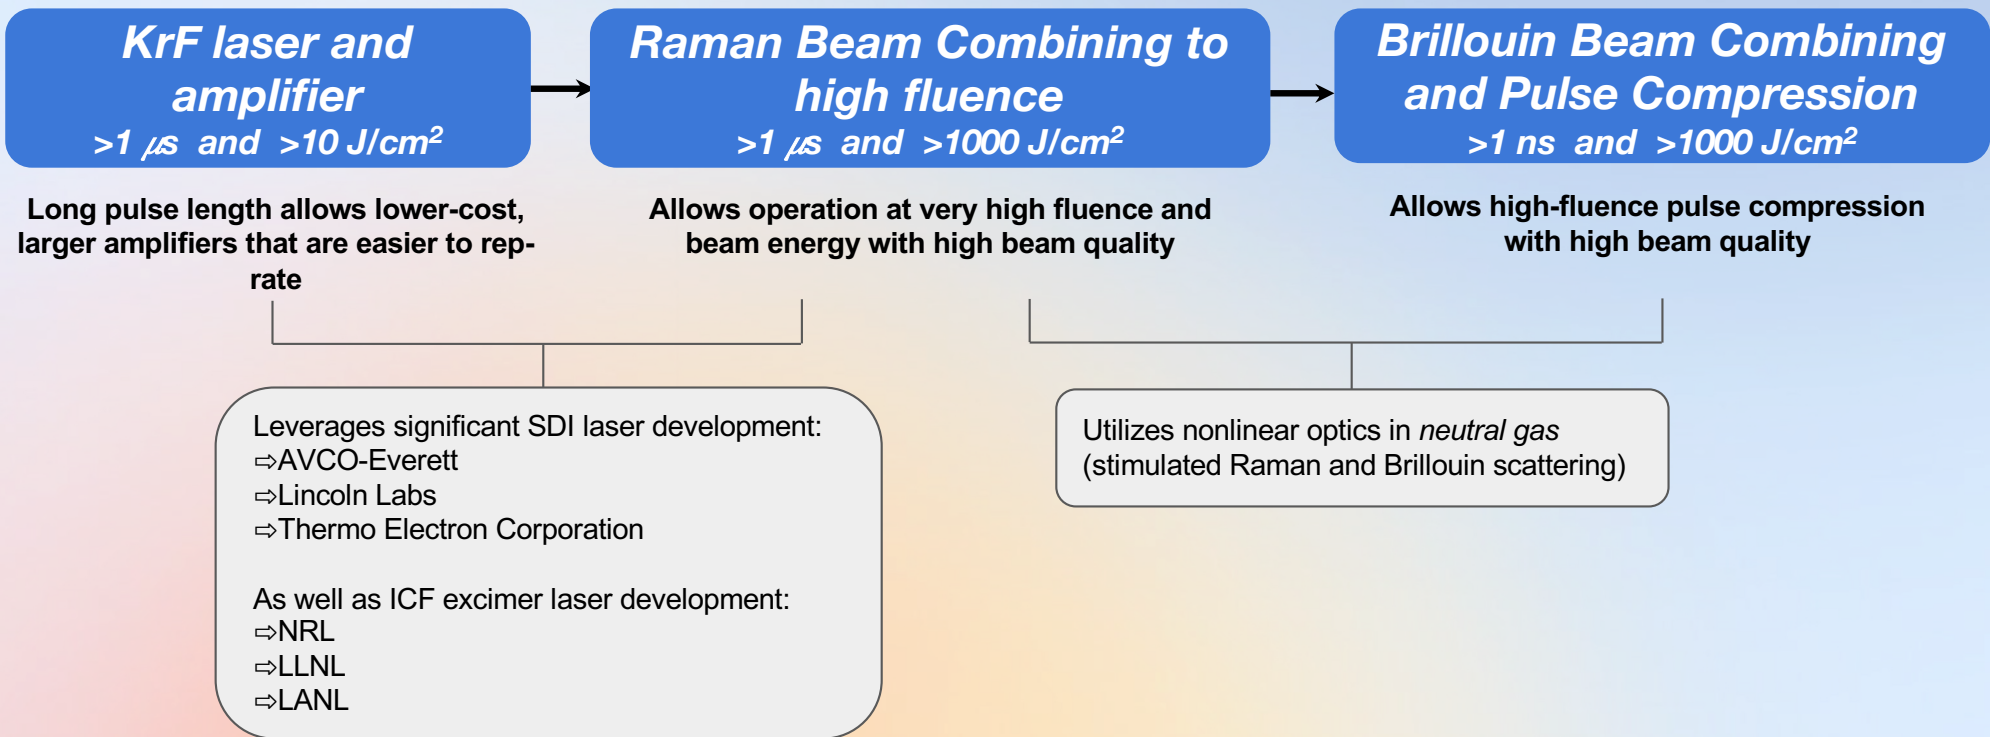 KrF laser and
amplifier
>1 μs and >10 J/cm²
Raman Beam Combining to
high fluence
>1 μs and >1000 J/cm²
Brillouin Beam Combining
and Pulse Compression
>1 ns and >1000 J/cm²
Long pulse length allows lower-cost,
larger amplifiers that are easier to rep-
rate
Allows operation at very high fluence and
beam energy with high beam quality
Allows high-fluence pulse compression
with high beam quality
Leverages significant SDI laser development:
⇨AVCO-Everett
⇨Lincoln Labs
⇨Thermo Electron Corporation
As well as ICF excimer laser development:
⇨NRL
⇨LLNL
⇨LANL
Utilizes nonlinear optics in neutral gas
(stimulated Raman and Brillouin scattering)